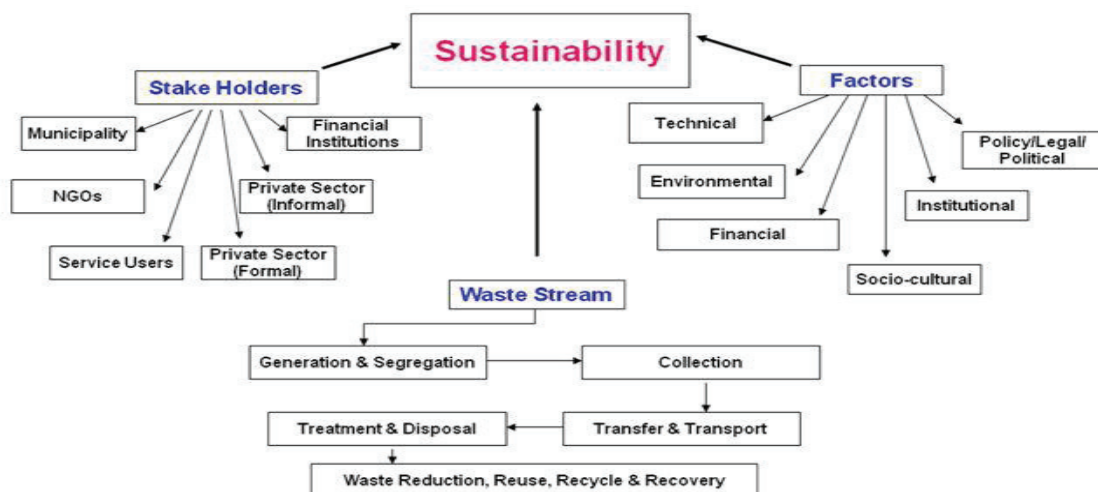 Sustainability
Stake Holders
Municipality
Financial
Institutions
NGOs
Private Sector
(Informal)
Service Users
Private Sector
(Formal)
Factors
Technical
Policy/Legal/
Political
Environmental
Institutional
Financial
Socio-cultural
Waste Stream
Generation & Segregation
Collection
Treatment & Disposal
Transfer & Transport
Waste Reduction, Reuse, Recycle & Recovery